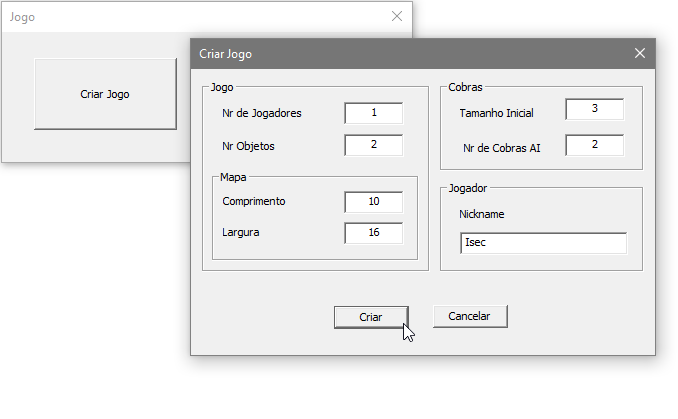 Jogo
Criar Jogo
Criar Jogo
Jogo
Nr de Jogadores 1
Nr Objetos 2
Mapa
Comprimento 10
Largura 16
Cobras
Tamanho Inicial 3
Nr de Cobras AI 2
Jogador
Nickname
Isec
Criar
Cancelar